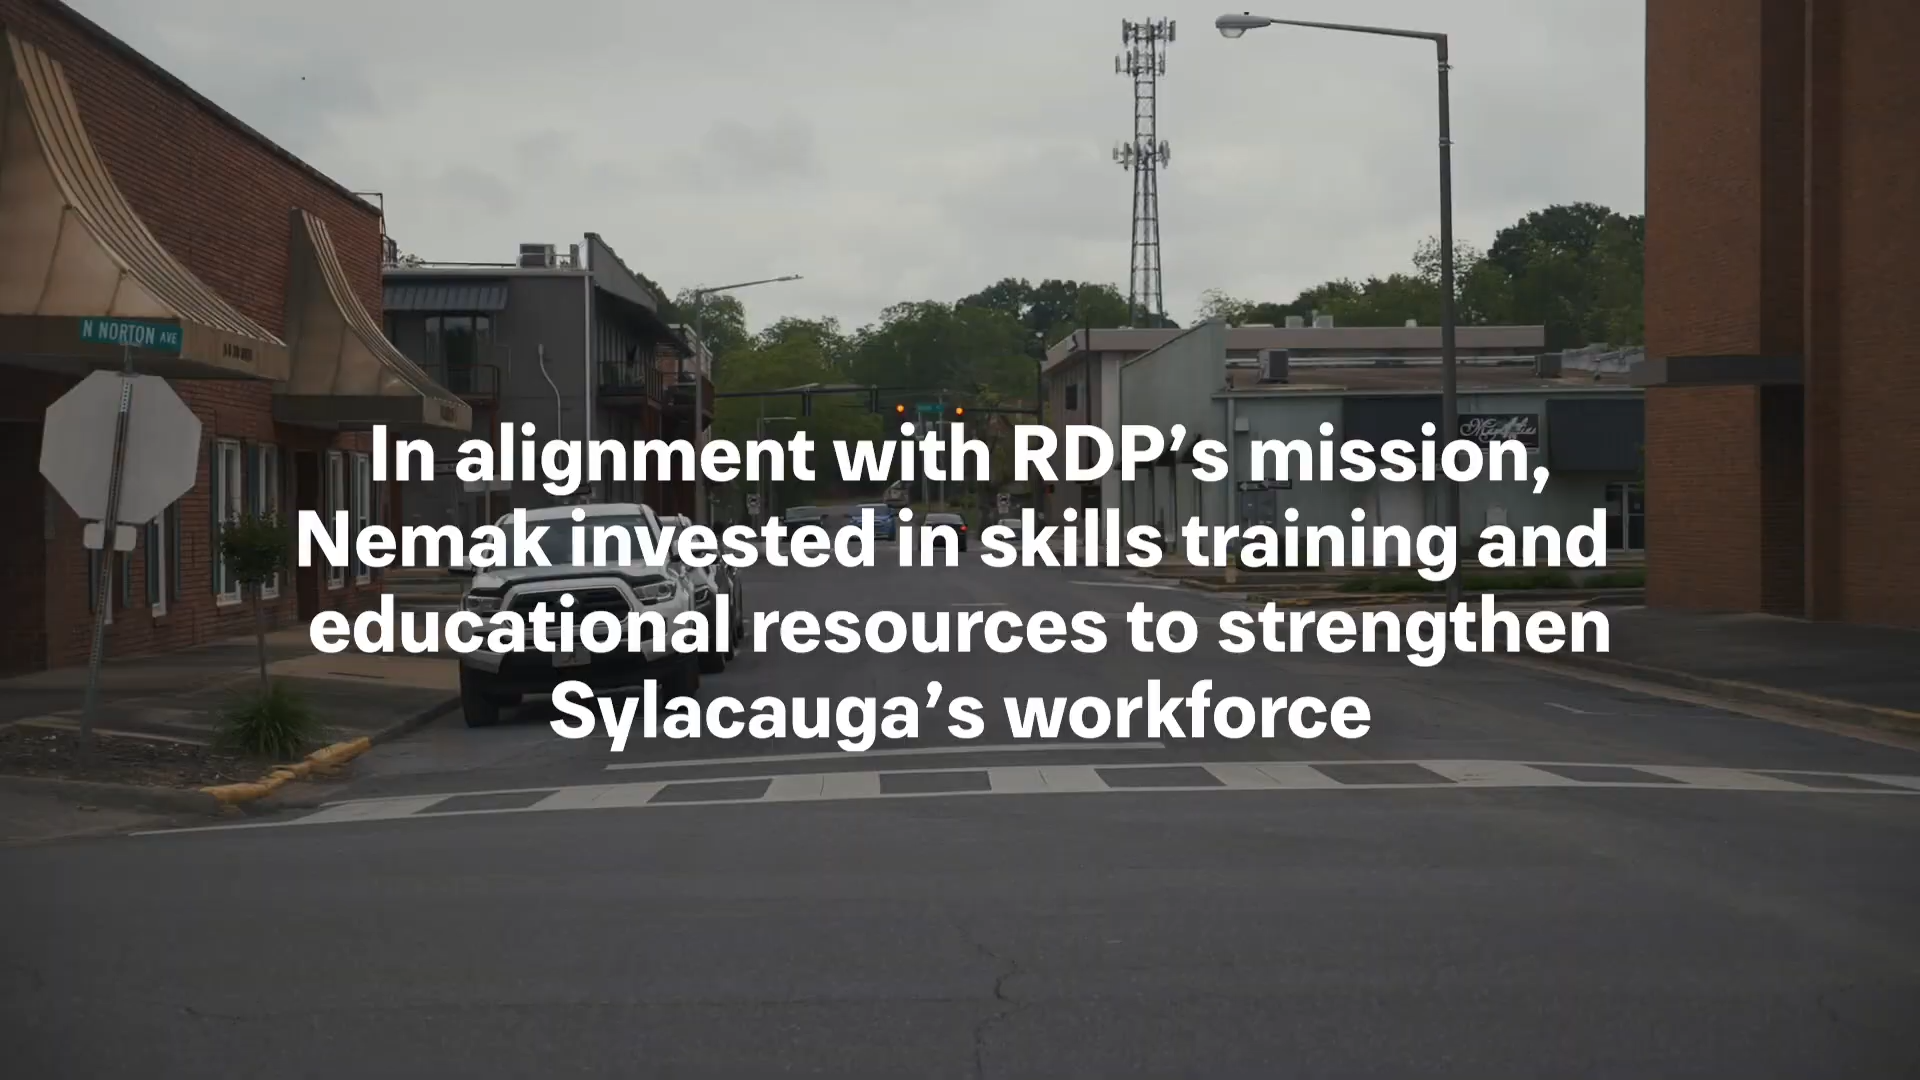 N NORTON AVE
In alignment with RDP’s mission,
Nemak invested in skills training and
educational resources to strengthen
Sylacauga’s workforce